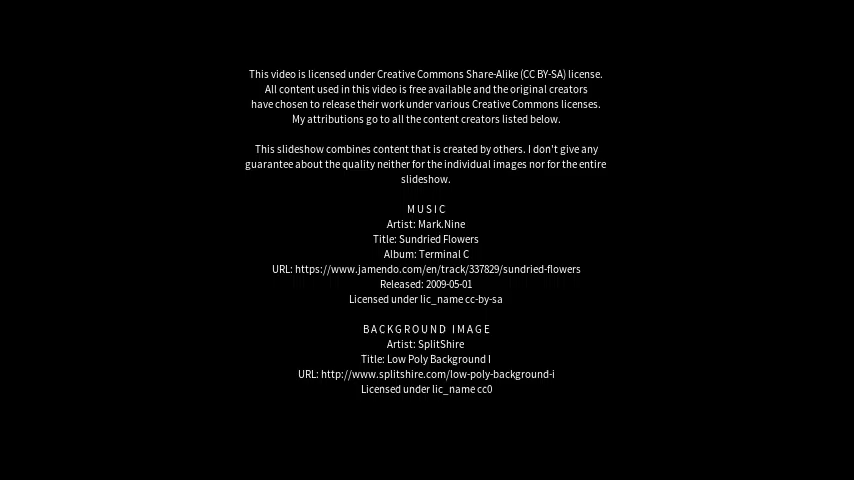 This video is licensed under Creative Commons Share-Alike (CC BY-SA) license.
All content used in this video is free available and the original creators
have chosen to release their work under various Creative Commons licenses.
My attributions go to all the content creators listed below.
This slideshow combines content that is created by others. I don't give any
guarantee about the quality neither for the individual images nor for the entire
slideshow.
MUSIC
Artist: Mark.Nine
Title: Sundried Flowers
Album: Terminal C
URL: https://www.jamendo.com/en/track/337829/sundried-flowers
Released: 2009-05-01
Licensed under lic_name cc-by-sa
BACKGROUND IMAGE
Artist: SplitShire
Title: Low Poly Background I
URL: http://www.splitshire.com/low-poly-background-i
Licensed under lic_name cc0